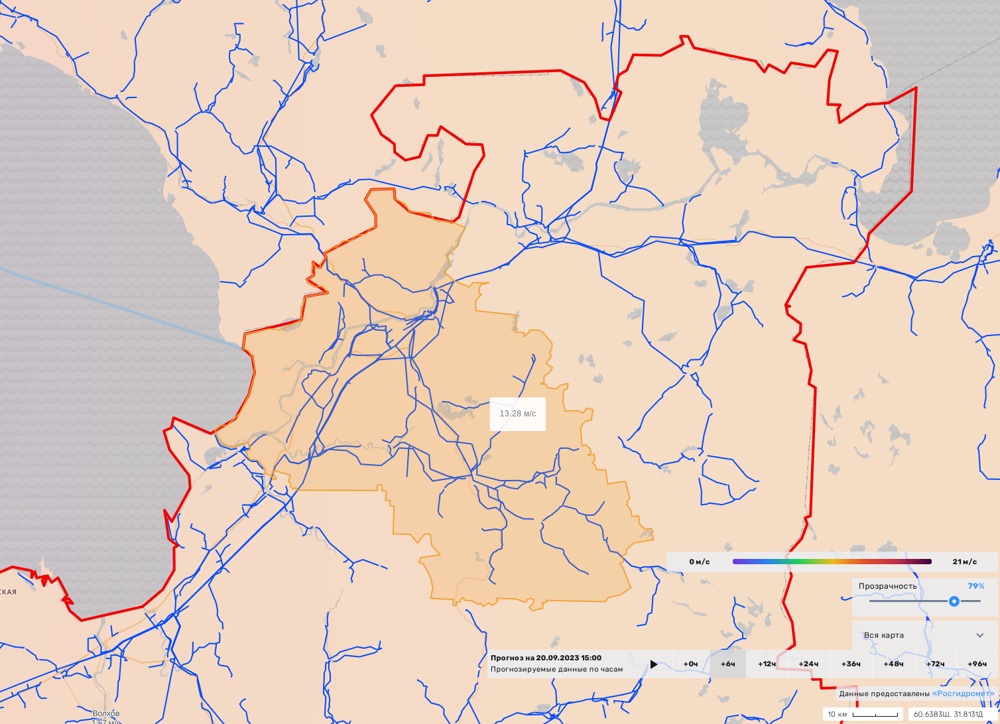 13.28 м/с
0 м/с
21 м/с
Прозрачность
79%
СКАЯ
Вся карта
Прогноз на 20.09.2023 15:00
Прогнозируемые данные по часам
+0ч
+6ч
+12ч
+24ч
+36ч
+48ч
+72ч
+96ч
Данные предоставлены «Росгидромет»
Волхов
13.7 м/с
10 км
60.6383Ш, 31.8131Д